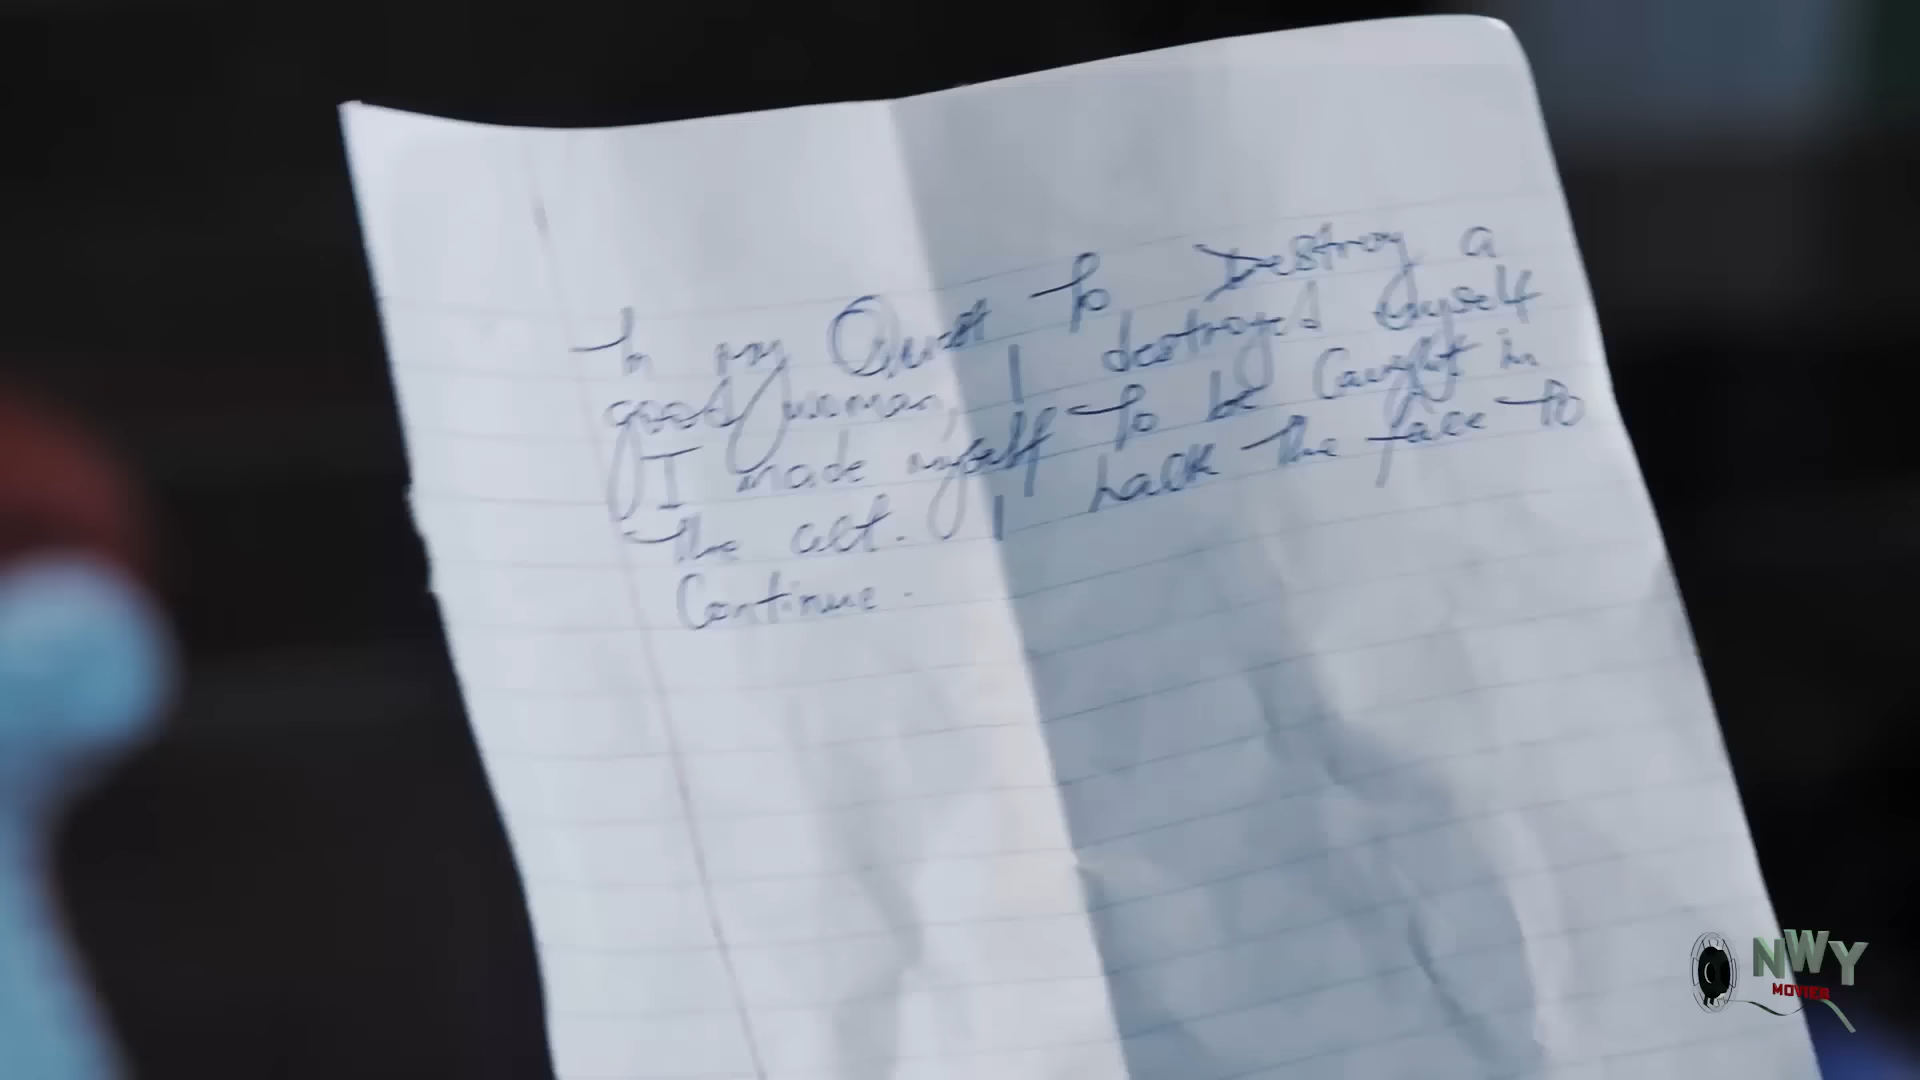 In my Quest to Destroy a
good woman, I destroyed myself
I made myself to be Caught in
the act. I lack the face to
Continue.
NWY
MOVIES